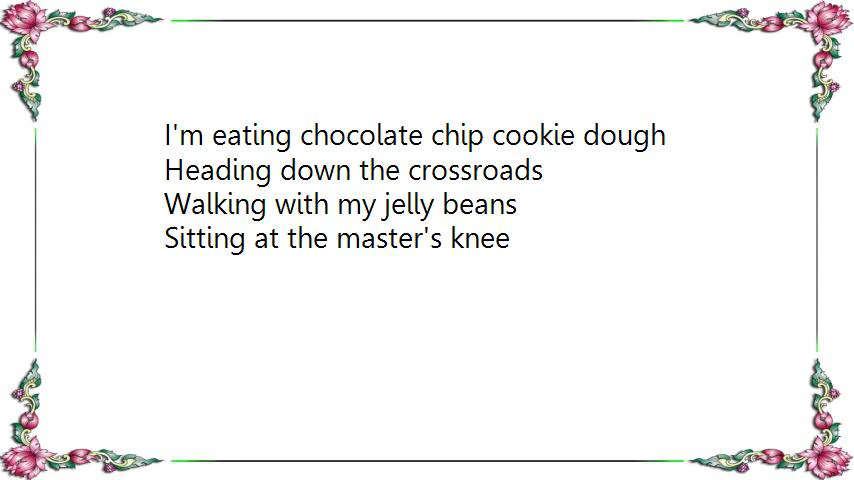 I'm eating chocolate chip cookie dough
Heading down the crossroads
Walking with my jelly beans
Sitting at the master's knee